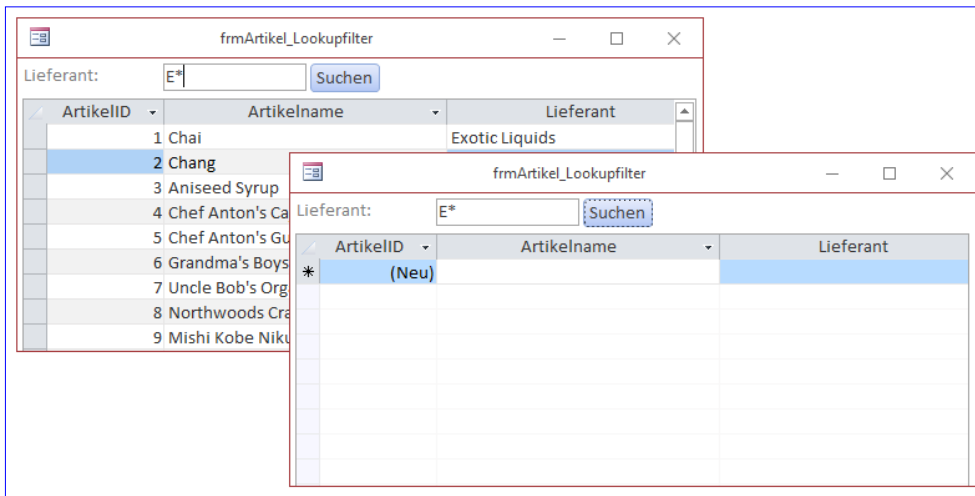 frmArtikel_Lookupfilter
Lieferant: E* Suchen
ArtikelID Artikelname Lieferant
1 Chai Exotic Liquids
2 Chang
3 Aniseed Syrup
4 Chef Anton's Ca
5 Chef Anton's Gu
6 Grandma's Boys
7 Uncle Bob's Org
8 Northwoods Cra
9 Mishi Kobe Niku
frmArtikel_Lookupfilter
Lieferant: E* Suchen
ArtikelID Artikelname Lieferant
(Neu)